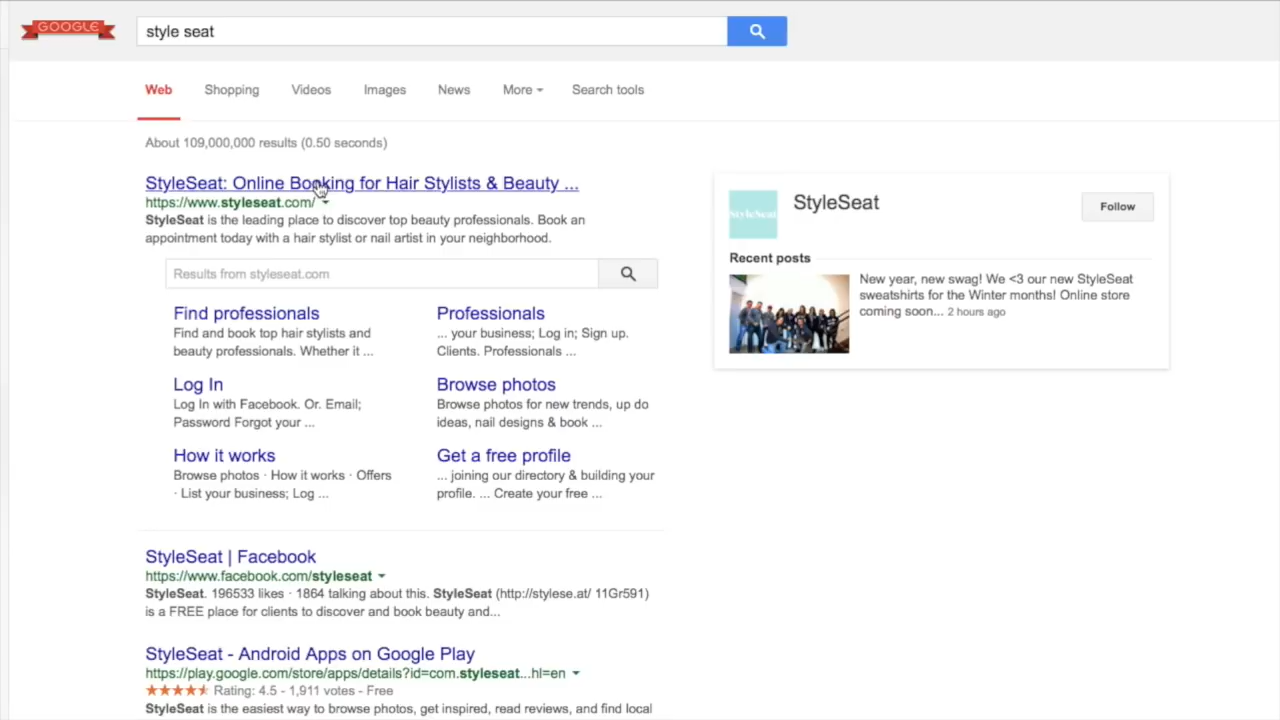 GOOGLE
style seat
Web Shopping Videos Images News More Search tools
About 109,000,000 results (0.50 seconds)
StyleSeat: Online Booking for Hair Stylists & Beauty ...
https://www.styleseat.com/
StyleSeat is the leading place to discover top beauty professionals. Book an
appointment today with a hair stylist or nail artist in your neighborhood.
Results from styleseat.com
Find professionals
Find and book top hair stylists and
beauty professionals. Whether it ...
Professionals
... your business; Log in; Sign up.
Clients. Professionals ...
Log In
Log In with Facebook. Or. Email;
Password Forgot your ...
Browse photos
Browse photos for new trends, up do
ideas, nail designs & book ...
How it works
Browse photos · How it works · Offers
· List your business; Log ...
Get a free profile
... joining our directory & building your
profile. ... Create your free ...
StyleSeat | Facebook
https://www.facebook.com/styleseat
StyleSeat. 196533 likes · 1864 talking about this. StyleSeat (http://stylese.at/ 11Gr591)
is a FREE place for clients to discover and book beauty and...
StyleSeat - Android Apps on Google Play
https://play.google.com/store/apps/details?id=com.styleseat...hl=en
Rating: 4.5 - 1,911 votes - Free
StyleSeat is the easiest way to browse photos, get inspired, read reviews, and find local
StyleSeat
StyleSeat
Follow
Recent posts
New year, new swag! We <3 our new StyleSeat
sweatshirts for the Winter months! Online store
coming soon... 2 hours ago